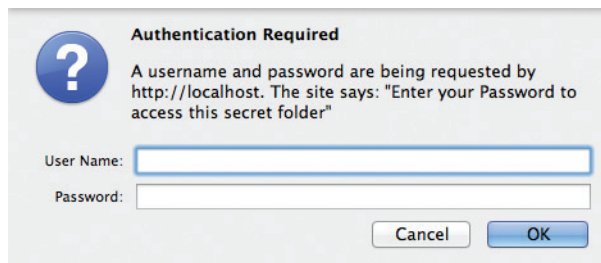 Authentication Required
A username and password are being requested by
http://localhost. The site says: "Enter your Password to
access this secret folder"
User Name:
Password:
Cancel OK